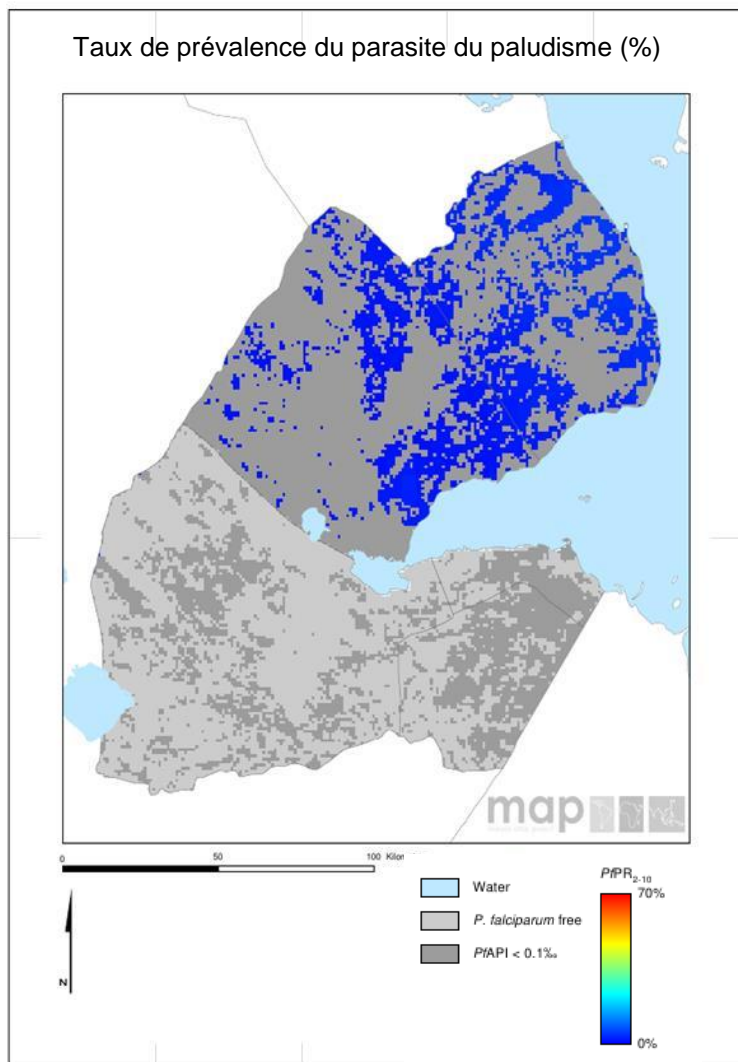 Taux de prévalence du parasite du paludisme (%)
map
0
50
100 Kilon
Water
P. falciparum free
PfAPI < 0.1‰
PfPR2-10
70%
0%
N